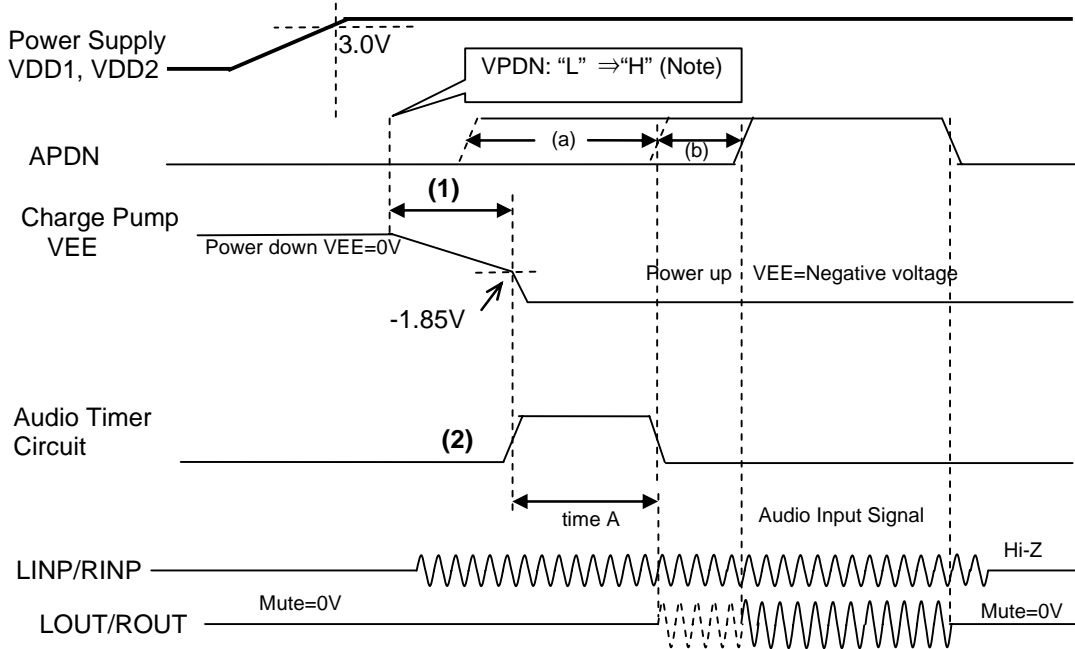 Power Supply
VDD1, VDD2
3.0V
VPDN: “L” ⇒“H” (Note)
APDN
(a)
(b)
(1)
Charge Pump
VEE
Power down VEE=0V
Power up
VEE=Negative voltage
-1.85V
Audio Timer
Circuit
(2)
time A
Audio Input Signal
LINP/RINP
Hi-Z
LOUT/ROUT
Mute=0V
Mute=0V